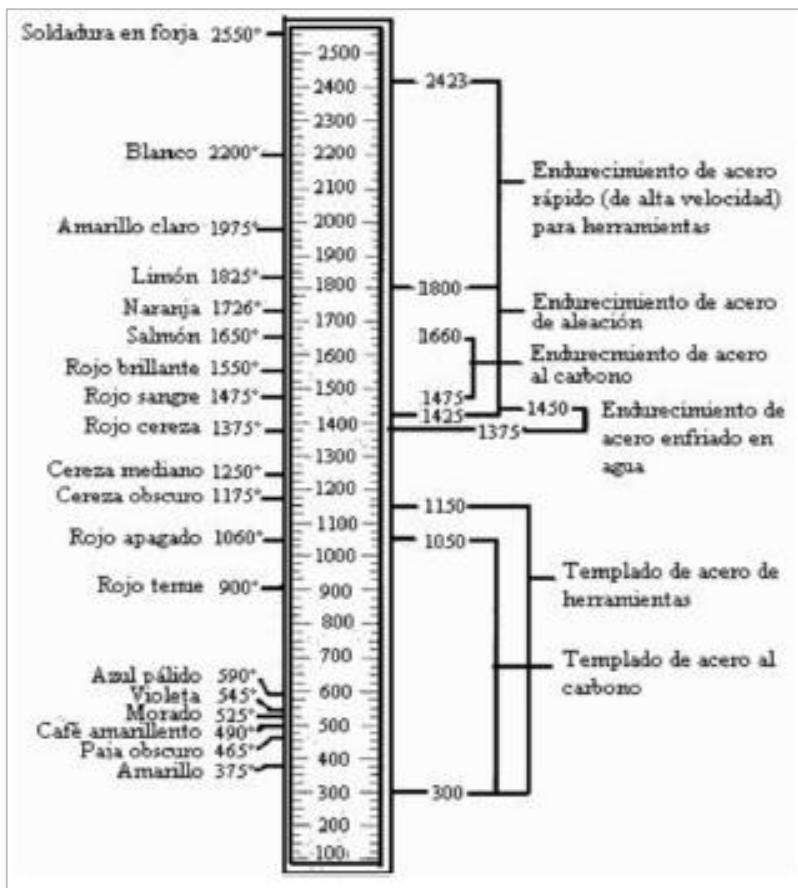 Soldadura en forja 2550°
Blanco 2200°
Amarillo claro 1975°
Limón 1825°
Naranja 1726°
Salmón 1650°
Rojo brillante 1550°
Rojo sangre 1475°
Rojo cereza 1375°
Cereza mediano 1250°
Cereza obscuro 1175°
Rojo apagado 1060°
Rojo tenue 900°
Azul pálido 590°
Violeta 545°
Morado 525°
Café amarillento 490°
Paja obscuro 465°
Amarillo 375°
2500
2400
2300
2200
2100
2000
1900
1800
1700
1600
1500
1400
1300
1200
1100
1000
900
800
700
600
500
400
300
200
100
2423
1800
1660
1475
1425
1450
1375
1150
1050
300
Endurecimiento de acero
rápido (de alta velocidad)
para herramientas
Endurecimiento de acero
de aleación
Endurecmiento de acero
al carbono
Endurecimiento de
acero enfriado en
agua
Templado de acero de
herramientas
Templado de acero al
carbono